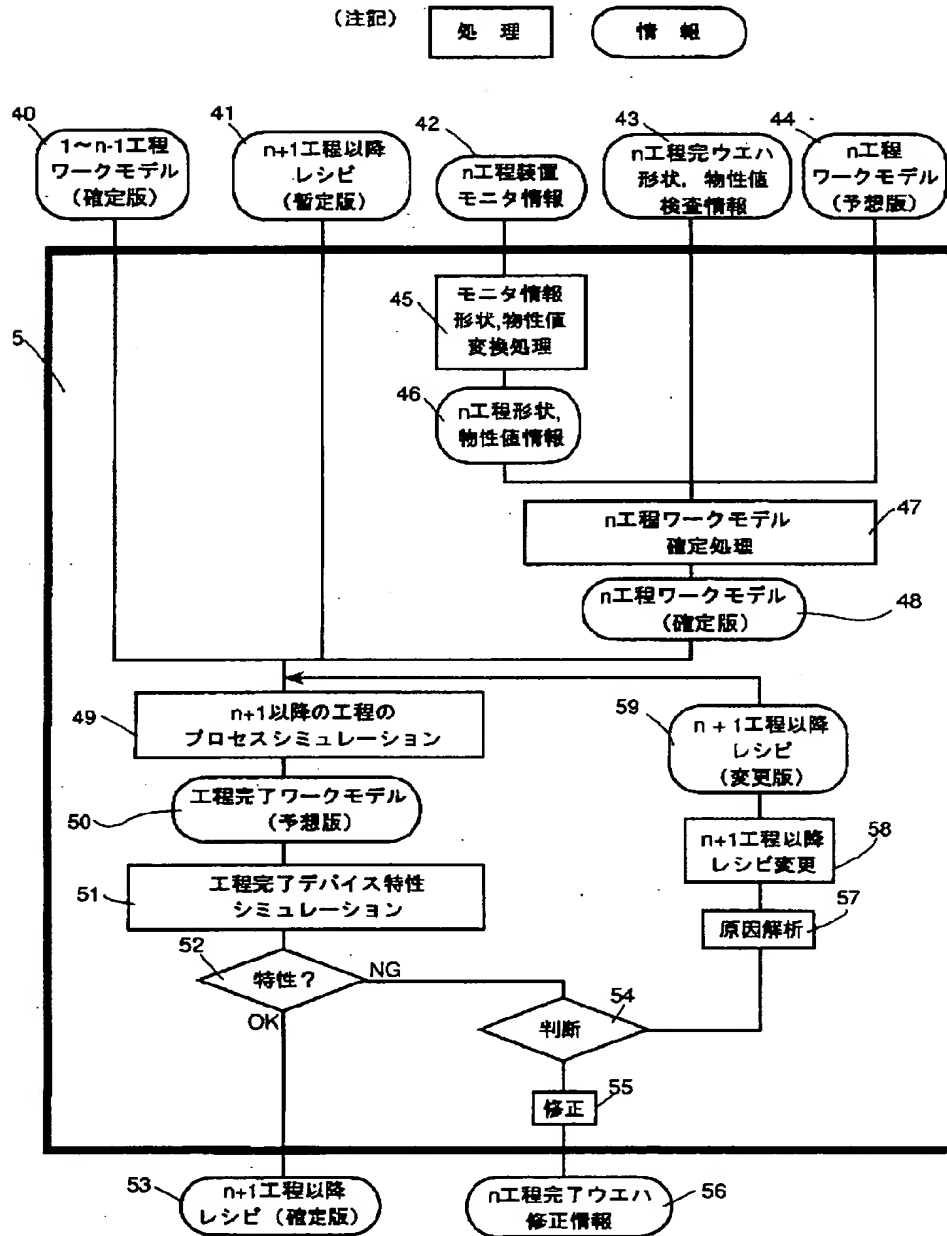 (注記)
処 理
情 報
40
1～n-1工程
ワークモデル
(確定版)
41
n+1工程以降
レシピ
(暫定版)
42
n工程装置
モニタ情報
43
n工程完ウエハ
形状, 物性値
検査情報
44
n工程
ワークモデル
(予想版)
5
45
モニタ情報
形状,物性値
変換処理
46
n工程形状,
物性値情報
47
n工程ワークモデル
確定処理
48
n工程ワークモデル
(確定版)
49
n+1以降の工程の
プロセスシミュレーション
50
工程完了ワークモデル
(予想版)
51
工程完了デバイス特性
シミュレーション
52
特性？
NG
OK
54
判断
55
修正
59
n+1工程以降
レシピ
(変更版)
58
n+1工程以降
レシピ変更
57
原因解析
53
n+1工程以降
レシピ (確定版)
56
n工程完了ウエハ
修正情報